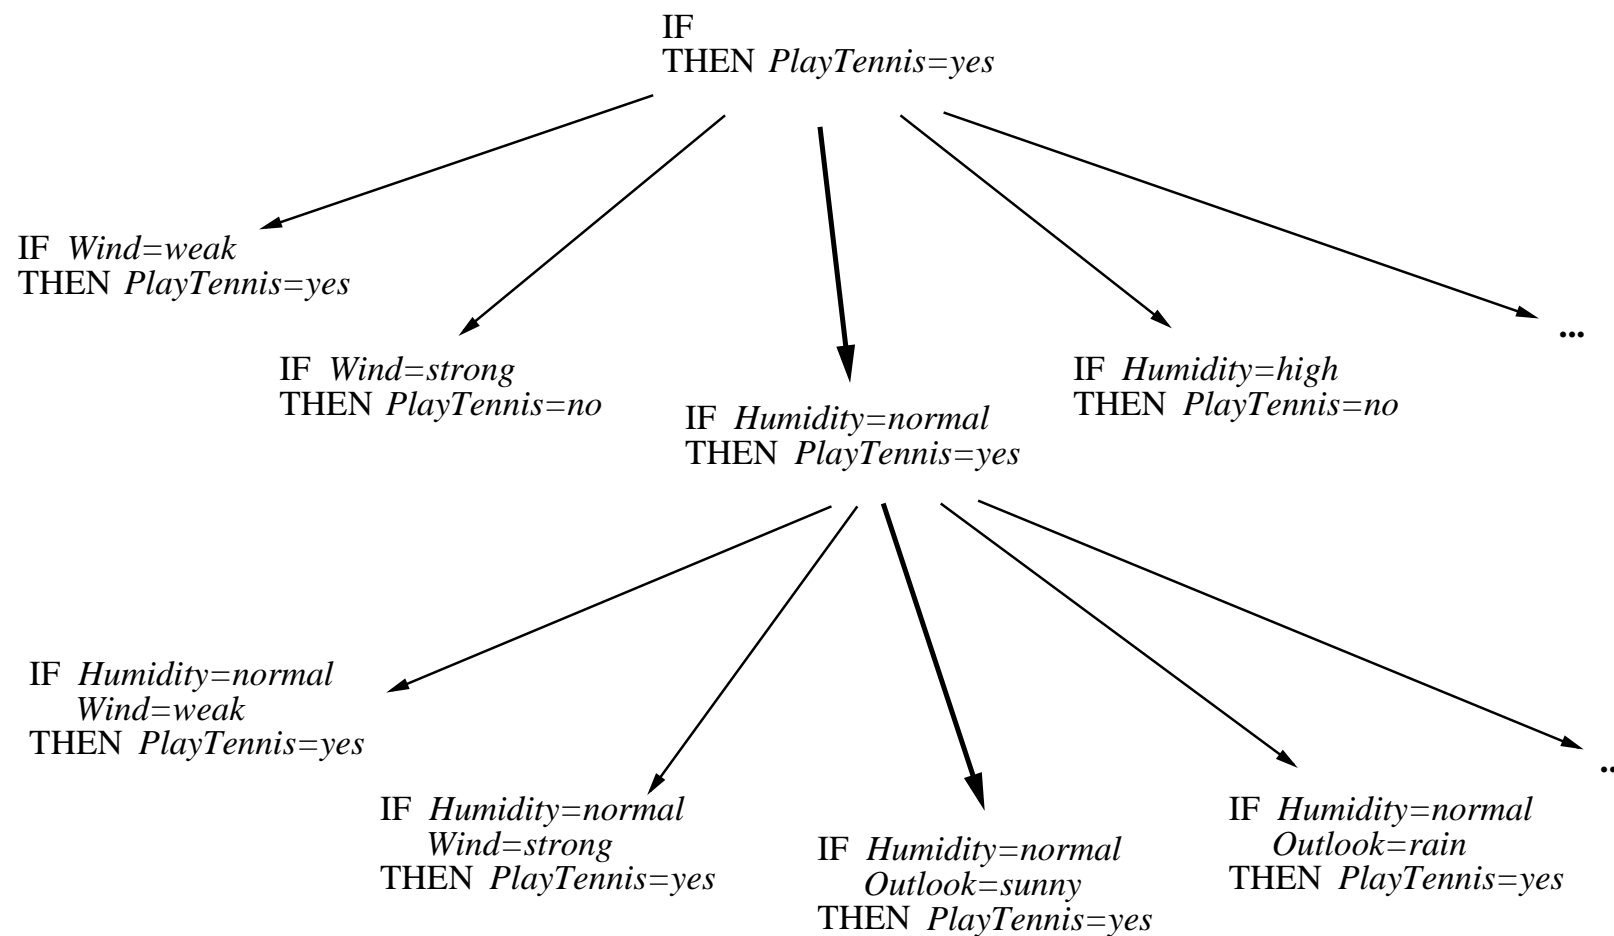 IF
THEN PlayTennis=yes
IF Wind=weak
THEN PlayTennis=yes
IF Wind=strong
THEN PlayTennis=no
IF Humidity=normal
THEN PlayTennis=yes
IF Humidity=high
THEN PlayTennis=no
...
IF Humidity=normal
Wind=weak
THEN PlayTennis=yes
IF Humidity=normal
Wind=strong
THEN PlayTennis=yes
IF Humidity=normal
Outlook=sunny
THEN PlayTennis=yes
IF Humidity=normal
Outlook=rain
THEN PlayTennis=yes
..